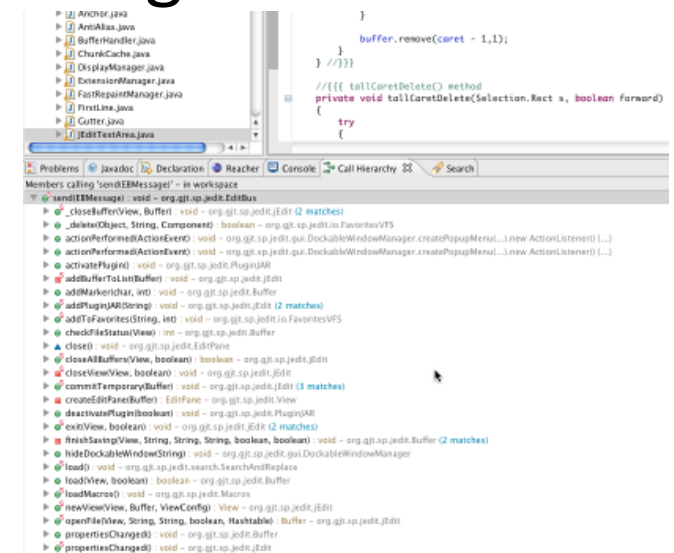 Anchor.java
AntiAlias.java
BufferHandler.java
ChunkCache.java
DisplayManager.java
ExtensionManager.java
FastRepaintManager.java
FirstLine.java
Gutter.java
JEditTextArea.java
}
buffer.remove(caret - 1,1);
}
} //}}}
//{{{ tallCaretDelete() method
private void tallCaretDelete(Selection.Rect s, boolean forward)
{
try
{
Problems Javadoc Declaration Reacher Console Call Hierarchy Search
Members calling 'send(EBMessage)' - in workspace
send(EBMessage) : void - org.gjt.sp.jedit.EditBus
_closeBuffer(View, Buffer) : void - org.gjt.sp.jedit.jEdit (2 matches)
_delete(Object, String, Component) : boolean - org.gjt.sp.jedit.io.FavoritesVFS
actionPerformed(ActionEvent) : void - org.gjt.sp.jedit.gui.DockableWindowManager.createPopupMenu(...).new ActionListener() {...}
actionPerformed(ActionEvent) : void - org.gjt.sp.jedit.gui.DockableWindowManager.createPopupMenu(...).new ActionListener() {...}
activatePlugin() : void - org.gjt.sp.jedit.PluginJAR
addBufferToList(Buffer) : void - org.gjt.sp.jedit.jEdit
addMarker(char, int) : void - org.gjt.sp.jedit.Buffer
addPluginJAR(String) : void - org.gjt.sp.jedit.jEdit (2 matches)
addToFavorites(String, int) : void - org.gjt.sp.jedit.io.FavoritesVFS
checkFileStatus(View) : int - org.gjt.sp.jedit.Buffer
close() : void - org.gjt.sp.jedit.EditPane
closeAllBuffers(View, boolean) : boolean - org.gjt.sp.jedit.jEdit
closeView(View, boolean) : void - org.gjt.sp.jedit.jEdit
commitTemporary(Buffer) : void - org.gjt.sp.jedit.jEdit (3 matches)
createEditPane(Buffer) : EditPane - org.gjt.sp.jedit.View
deactivatePlugin(boolean) : void - org.gjt.sp.jedit.PluginJAR
exit(View, boolean) : void - org.gjt.sp.jedit.jEdit (2 matches)
finishSaving(View, String, String, String, boolean, boolean) : void - org.gjt.sp.jedit.Buffer (2 matches)
hideDockableWindow(String) : void - org.gjt.sp.jedit.gui.DockableWindowManager
load() : void - org.gjt.sp.jedit.search.SearchAndReplace
load(View, boolean) : boolean - org.gjt.sp.jedit.Buffer
loadMacros() : void - org.gjt.sp.jedit.Macros
newView(View, Buffer, ViewConfig) : View - org.gjt.sp.jedit.jEdit
openFile(View, String, String, boolean, Hashtable) : Buffer - org.gjt.sp.jedit.jEdit
propertiesChanged() : void - org.gjt.sp.jedit.Buffer
propertiesChanged() : void - org.gjt.sp.jedit.jEdit